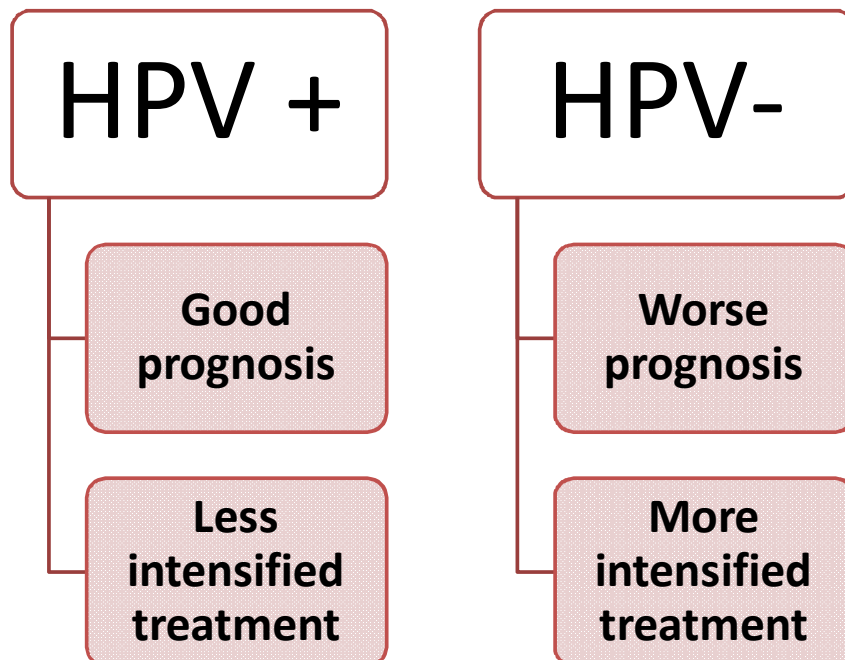 HPV +
Good
prognosis
Less
intensified
treatment
HPV-
Worse
prognosis
More
intensified
treatment